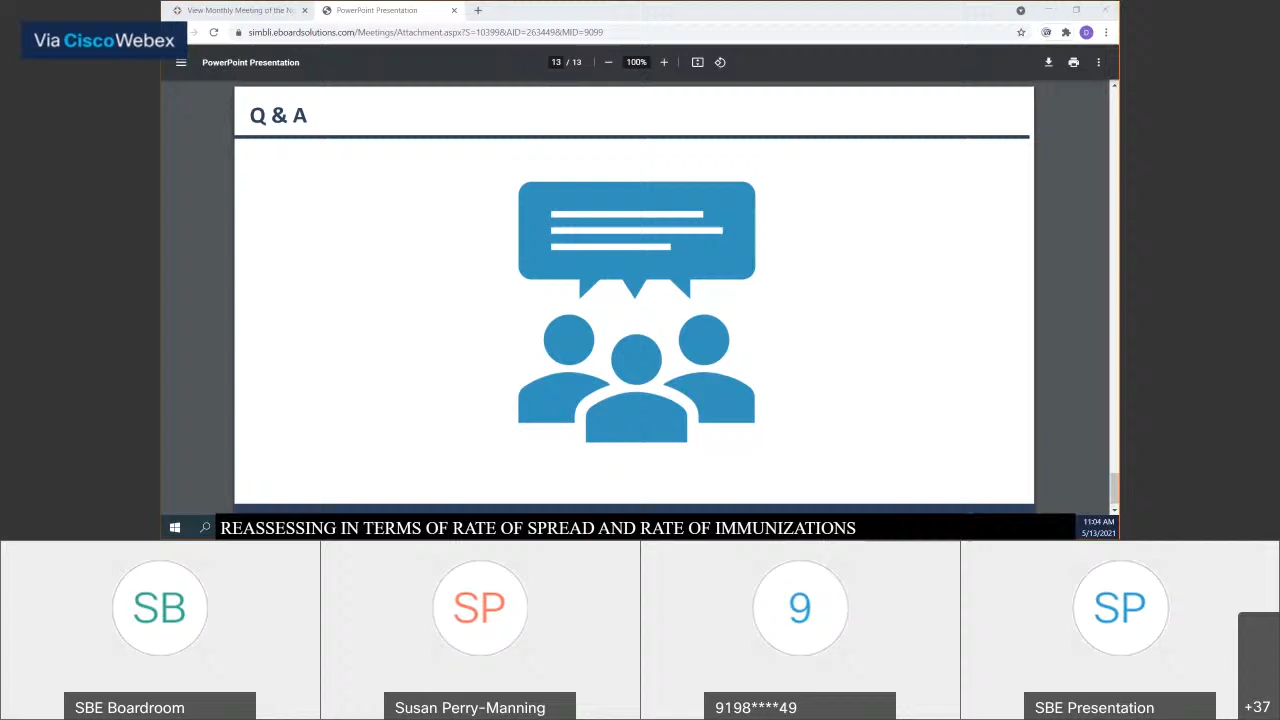 View Monthly Meeting of the N
PowerPoint Presentation
Via Cisco Webex
simbli.eboardsolutions.com/Meetings/Attachment.aspx?S=10399&AID=263449&MID=9099
D
PowerPoint Presentation
13 / 13
100%
Q & A
REASSESSING IN TERMS OF RATE OF SPREAD AND RATE OF IMMUNIZATIONS
11:04 AM
5/13/2021
SB
SP
9
SP
SBE Boardroom
Susan Perry-Manning
9198****49
SBE Presentation
+37